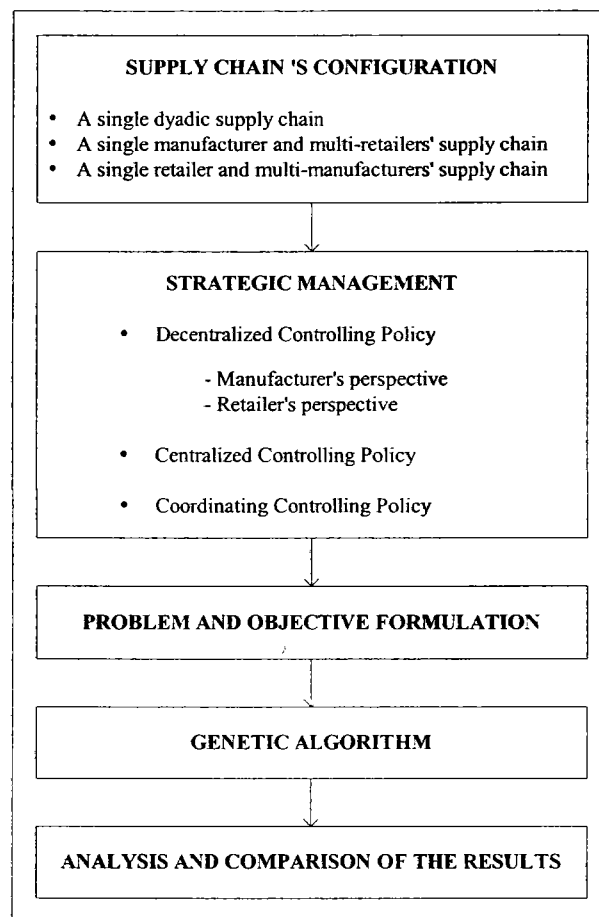 SUPPLY CHAIN 'S CONFIGURATION
• A single dyadic supply chain
• A single manufacturer and multi-retailers' supply chain
• A single retailer and multi-manufacturers' supply chain
STRATEGIC MANAGEMENT
• Decentralized Controlling Policy
- Manufacturer's perspective
- Retailer's perspective
• Centralized Controlling Policy
• Coordinating Controlling Policy
PROBLEM AND OBJECTIVE FORMULATION
GENETIC ALGORITHM
ANALYSIS AND COMPARISON OF THE RESULTS